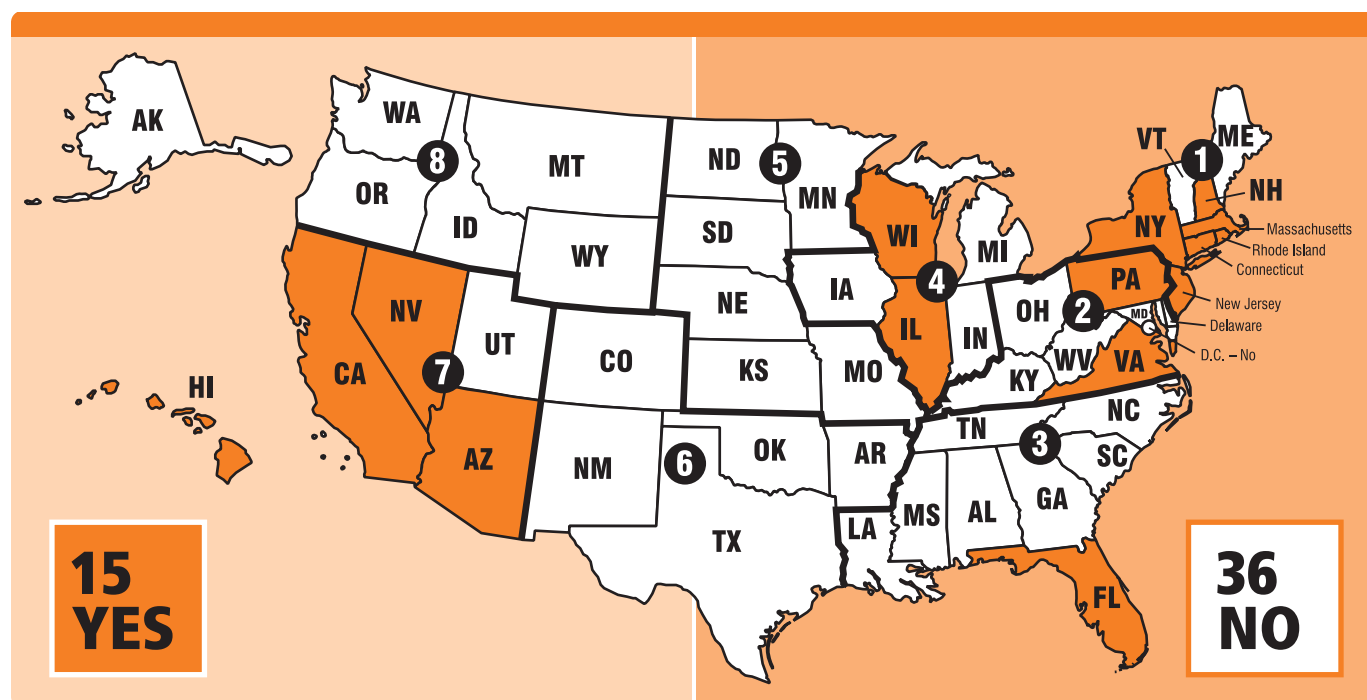 AK
WA
8
MT
ND
5
MN
VT
ME
1
OR
ID
WY
SD
WI
MI
NY
NH
Massachusetts
Rhode Island
Connecticut
NV
UT
NE
IA
4
IL
IN
OH
PA
2
MD
New Jersey
Delaware
D.C. – No
CA
7
CO
KS
MO
KY
WV
VA
HI
AZ
NM
6
OK
AR
TN
3
NC
SC
TX
LA
MS
AL
GA
FL
15
YES
36
NO